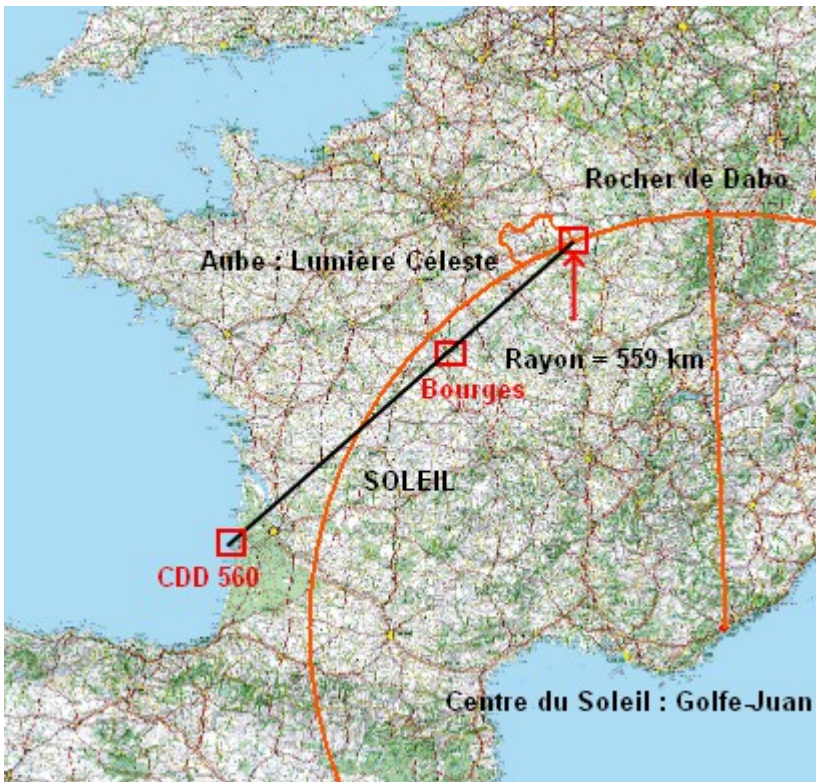 Rocher de Dabo
Aube : Lumière Céleste
Rayon = 559 km
Bourges
SOLEIL
CDD 560
Centre du Soleil : Golfe-Juan